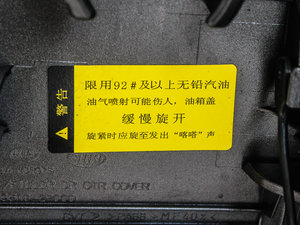 警告
限用92#及以上无铅汽油
油气喷射可能伤人，油箱盖
缓慢旋开
旋紧时应旋至发出“喀嗒”声
CTR COVER